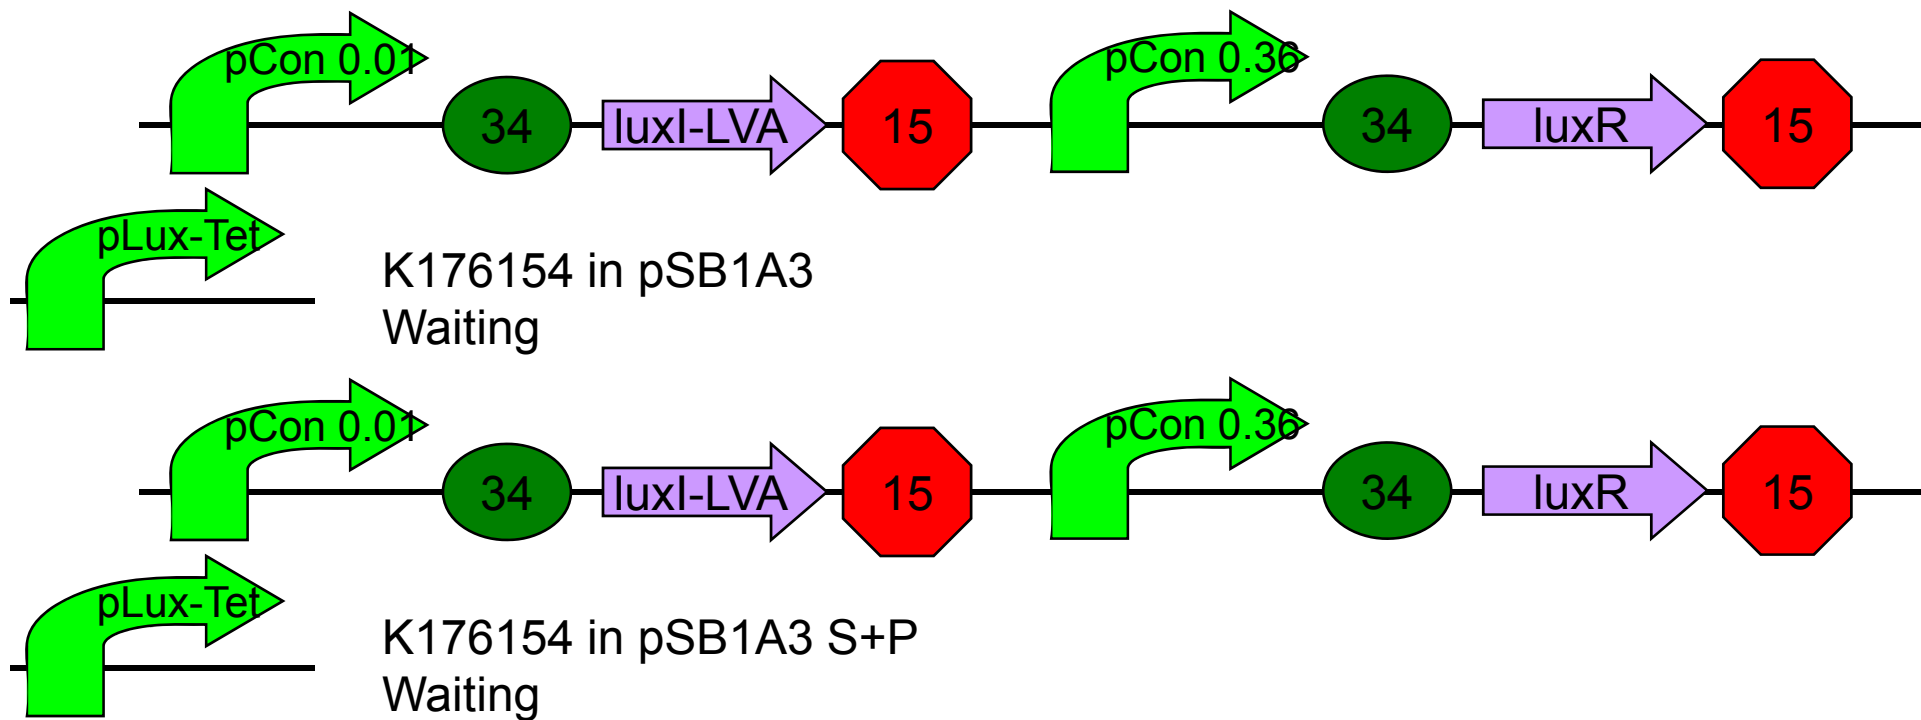 pCon 0.01 34 luxI-LVA 15 pCon 0.36 34 luxR 15
pLux-Tet
K176154 in pSB1A3
Waiting
pCon 0.01 34 luxI-LVA 15 pCon 0.36 34 luxR 15
pLux-Tet
K176154 in pSB1A3 S+P
Waiting